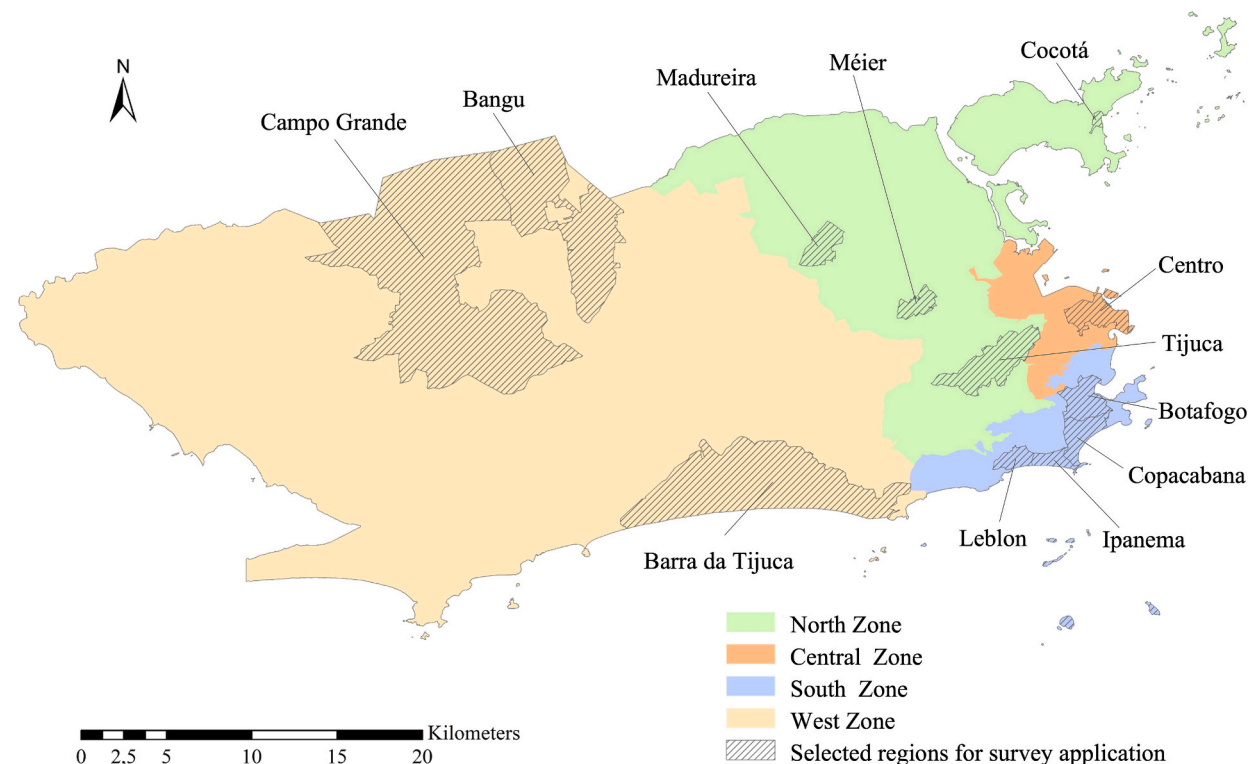 N
Cocotá
Méier
Madureira
Bangu
Campo Grande
Centro
Tijuca
Botafogo
Copacabana
Leblon
Ipanema
Barra da Tijuca
North Zone
Central Zone
South Zone
West Zone
Selected regions for survey application
Kilometers
0 2,5 5 10 15 20